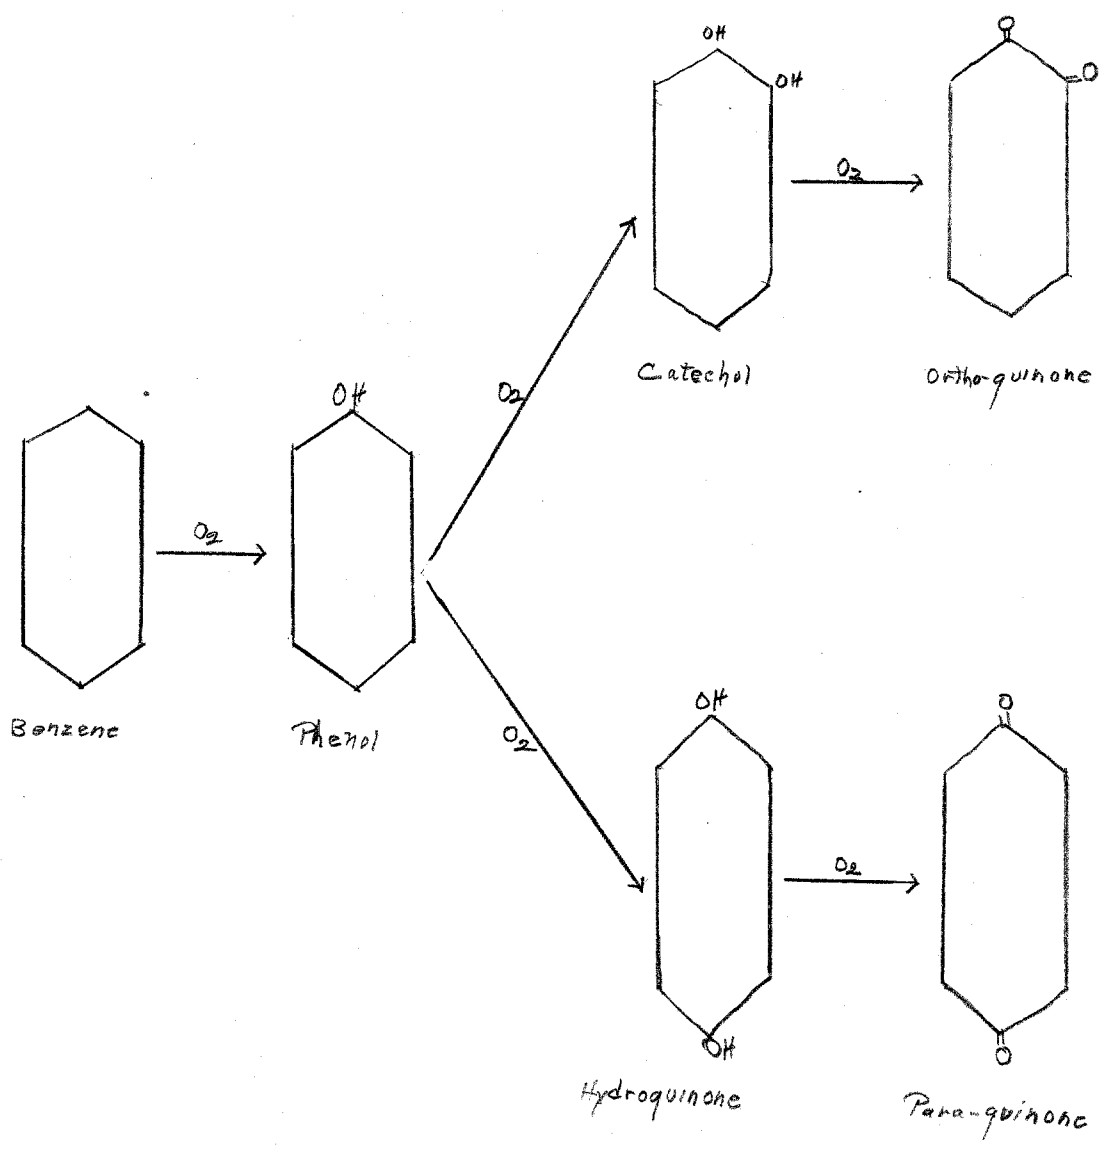 OH
OH
O
O
O₂
O₂
Catechol
Ortho-quinone
OH
O₂
Benzene
Phenol
O₂
OH
OH
O
O
O₂
Hydroquinone
Para-quinone